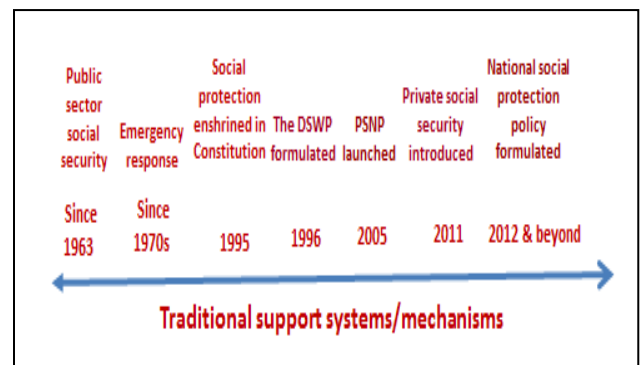 Public
sector
social
security
Since
1963
Emergency
response
Since
1970s
Social
protection
enshrined in
Constitution
1995
The DSWP
formulated
1996
PSNP
launched
2005
Private social
security
introduced
2011
National social
protection
policy
formulated
2012 & beyond
Traditional support systems/mechanisms